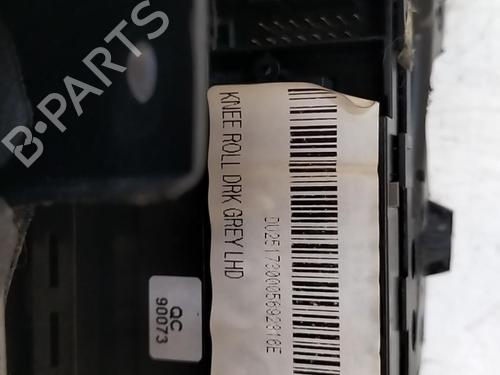 B-PARTS
KNEE ROLL DRK GREY LHD
DU2517300005692816E
QC
90073